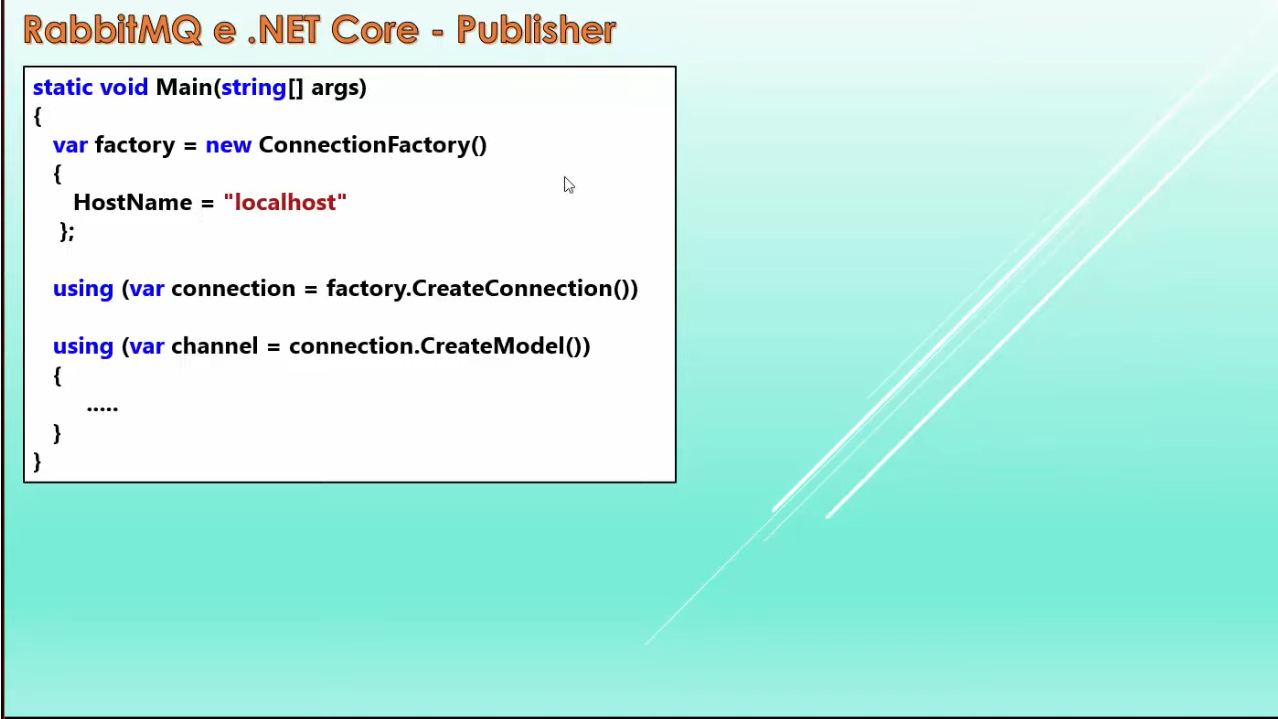 RabbitMQ e .NET Core - Publisher
static void Main(string[] args)
{
var factory = new ConnectionFactory()
{
HostName = "localhost"
};
using (var connection = factory.CreateConnection())
using (var channel = connection.CreateModel())
{
.....
}
}